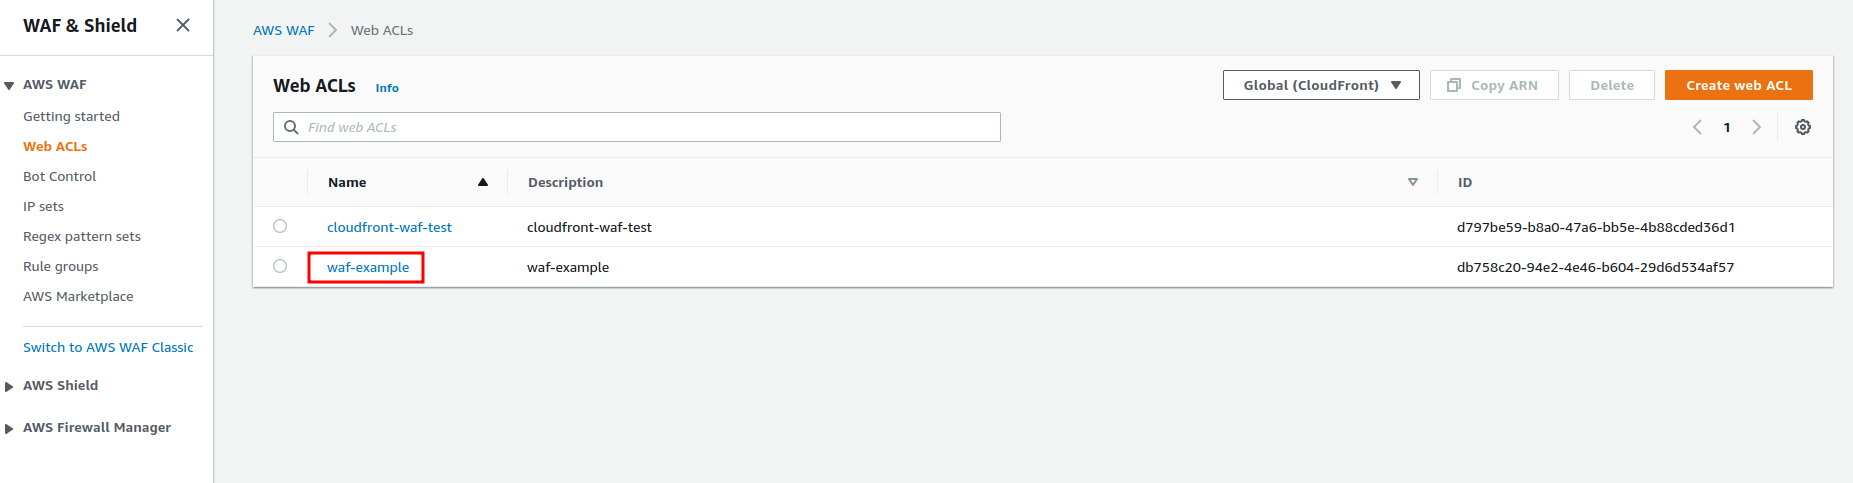 WAF & Shield
AWS WAF
Getting started
Web ACLs
Bot Control
IP sets
Regex pattern sets
Rule groups
AWS Marketplace
Switch to AWS WAF Classic
AWS Shield
AWS Firewall Manager
AWS WAF Web ACLs
Web ACLs Info
Global (CloudFront) Copy ARN Delete Create web ACL
Find web ACLs 1
Name Description ID
cloudfront-waf-test cloudfront-waf-test d797be59-b8a0-47a6-bb5e-4b88cded36d1
waf-example waf-example db758c20-94e2-4e46-b604-29d6d534af57